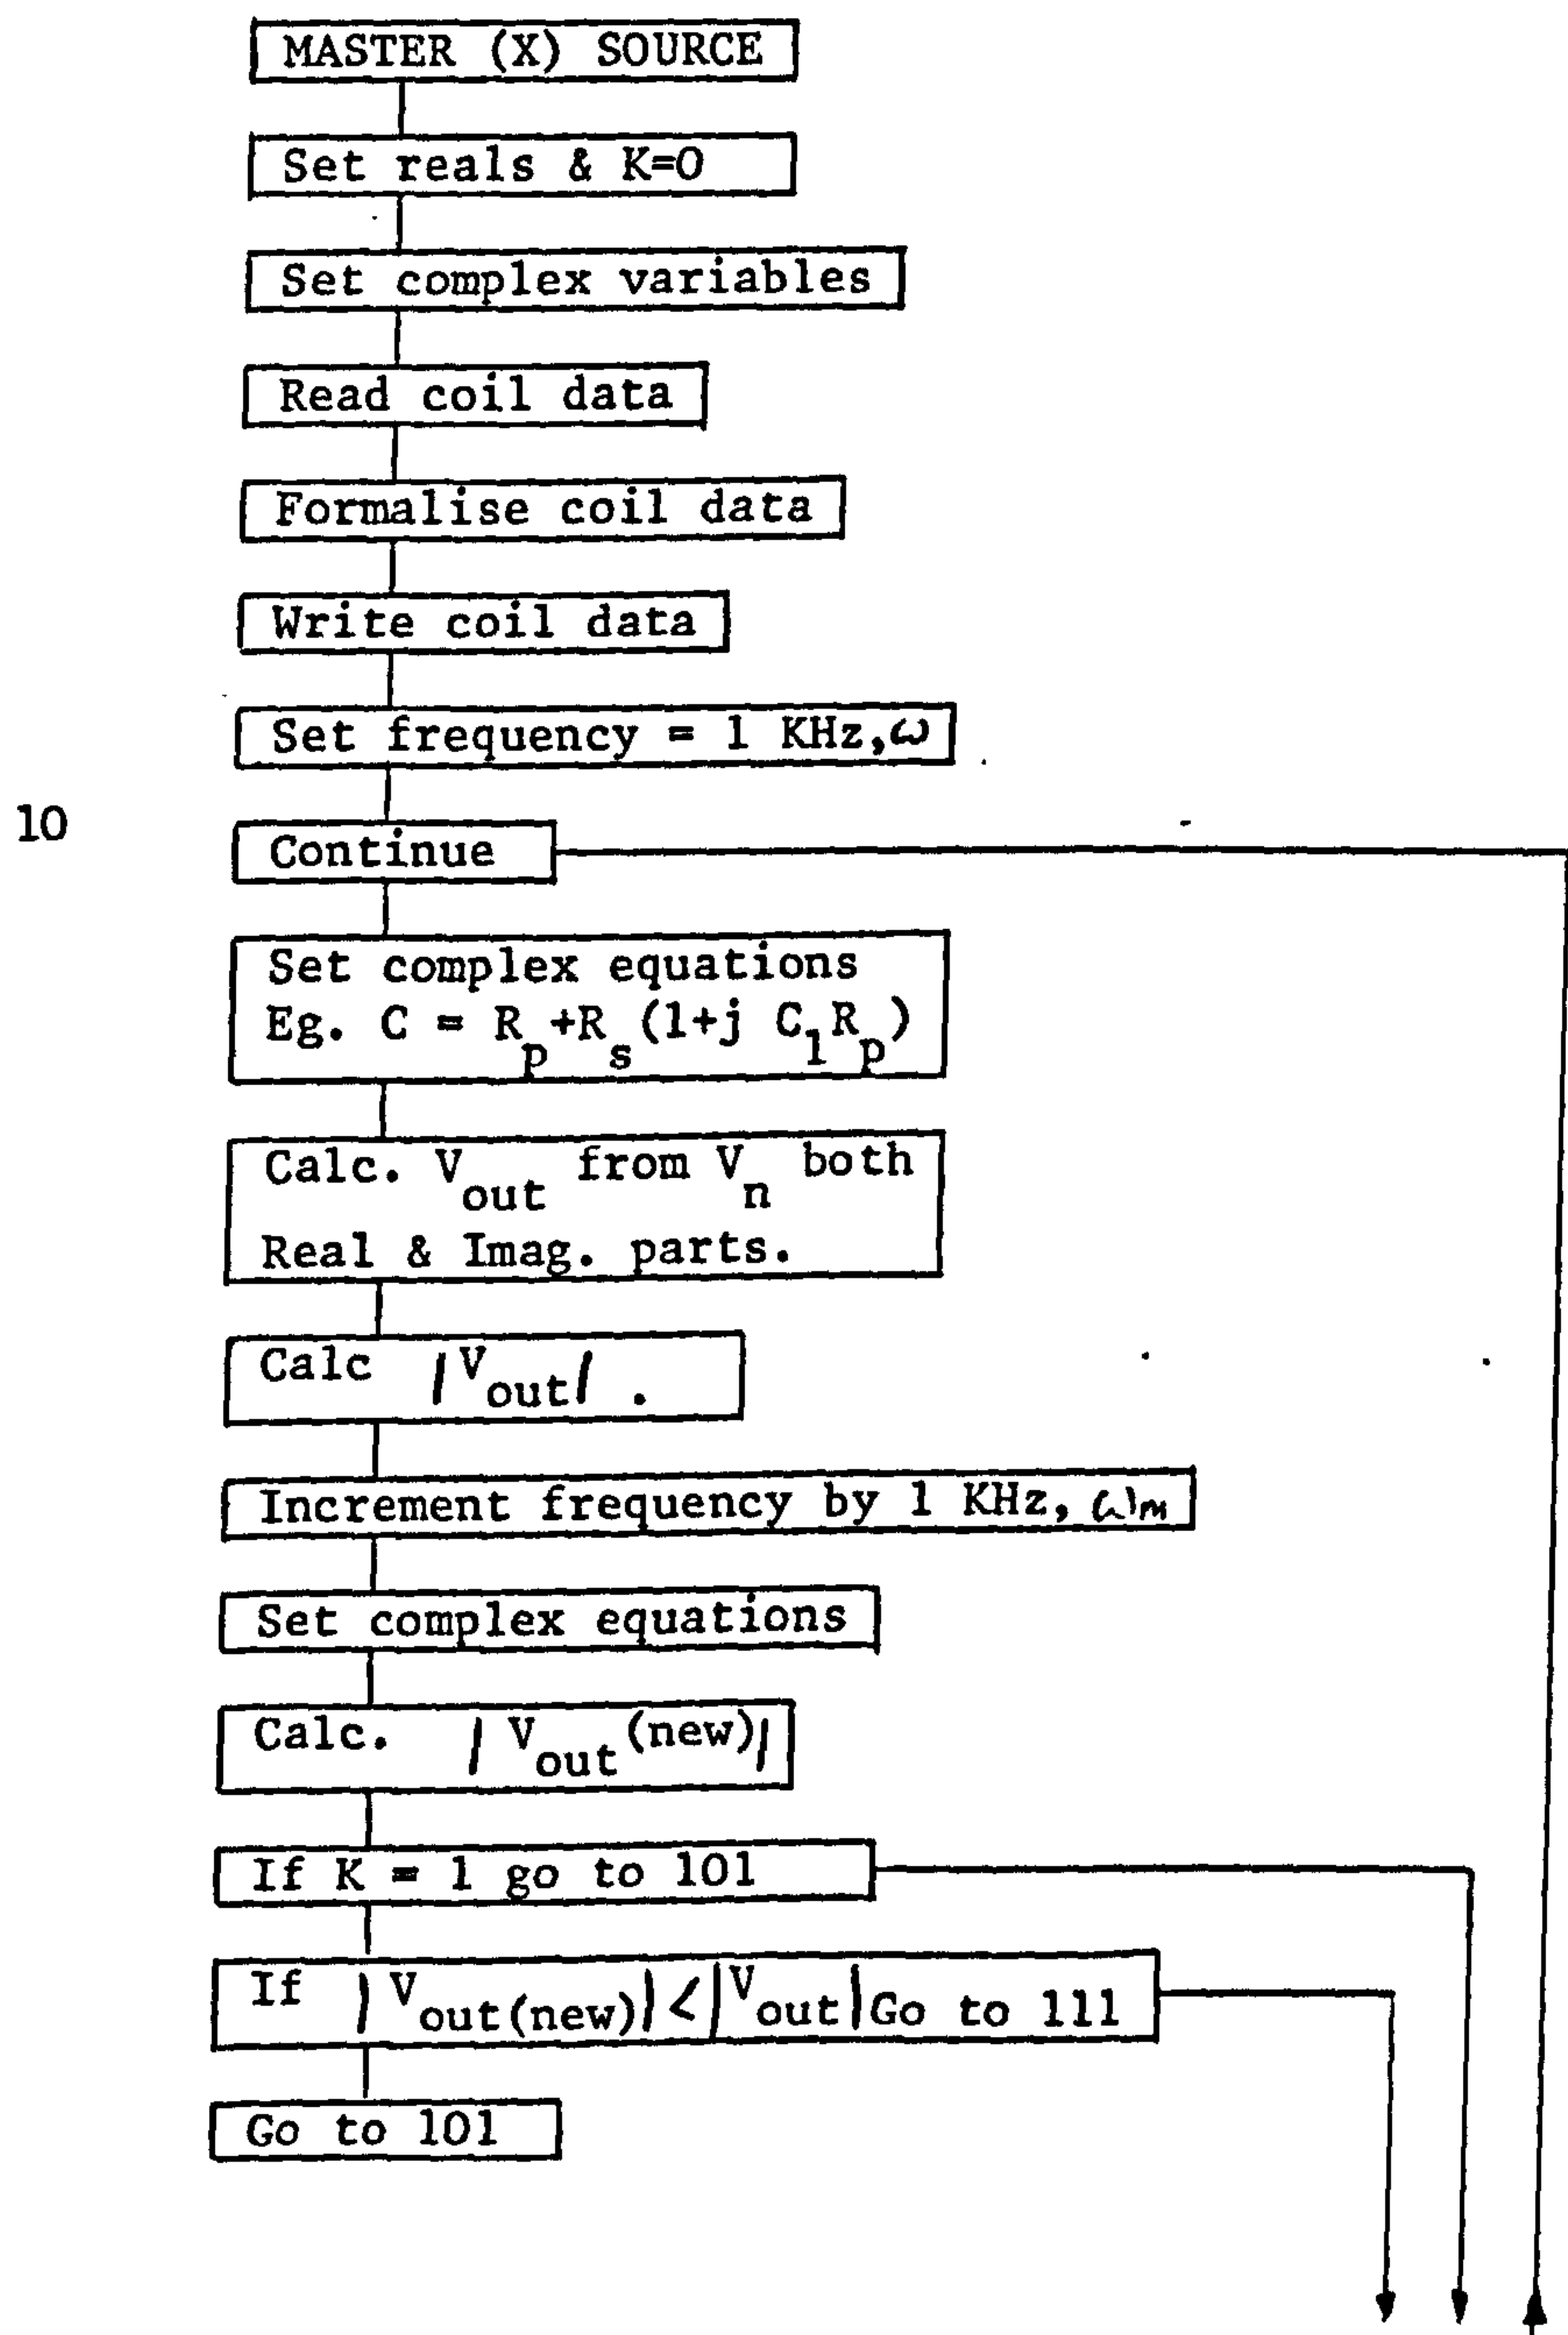 MASTER (X) SOURCE
Set reals & K=0
Set complex variables
Read coil data
Formalise coil data
Write coil data
Set frequency = 1 KHz,ω
10
Continue
Set complex equations
Eg. C = Rp+Rs(1+j C1Rp)
Calc. Vout from Vn both
Real & Imag. parts.
Calc |Vout| .
Increment frequency by 1 KHz, ωm
Set complex equations
Calc. |Vout(new)|
If K = 1 go to 101
If |Vout(new)|<|Vout|Go to 111
Go to 101